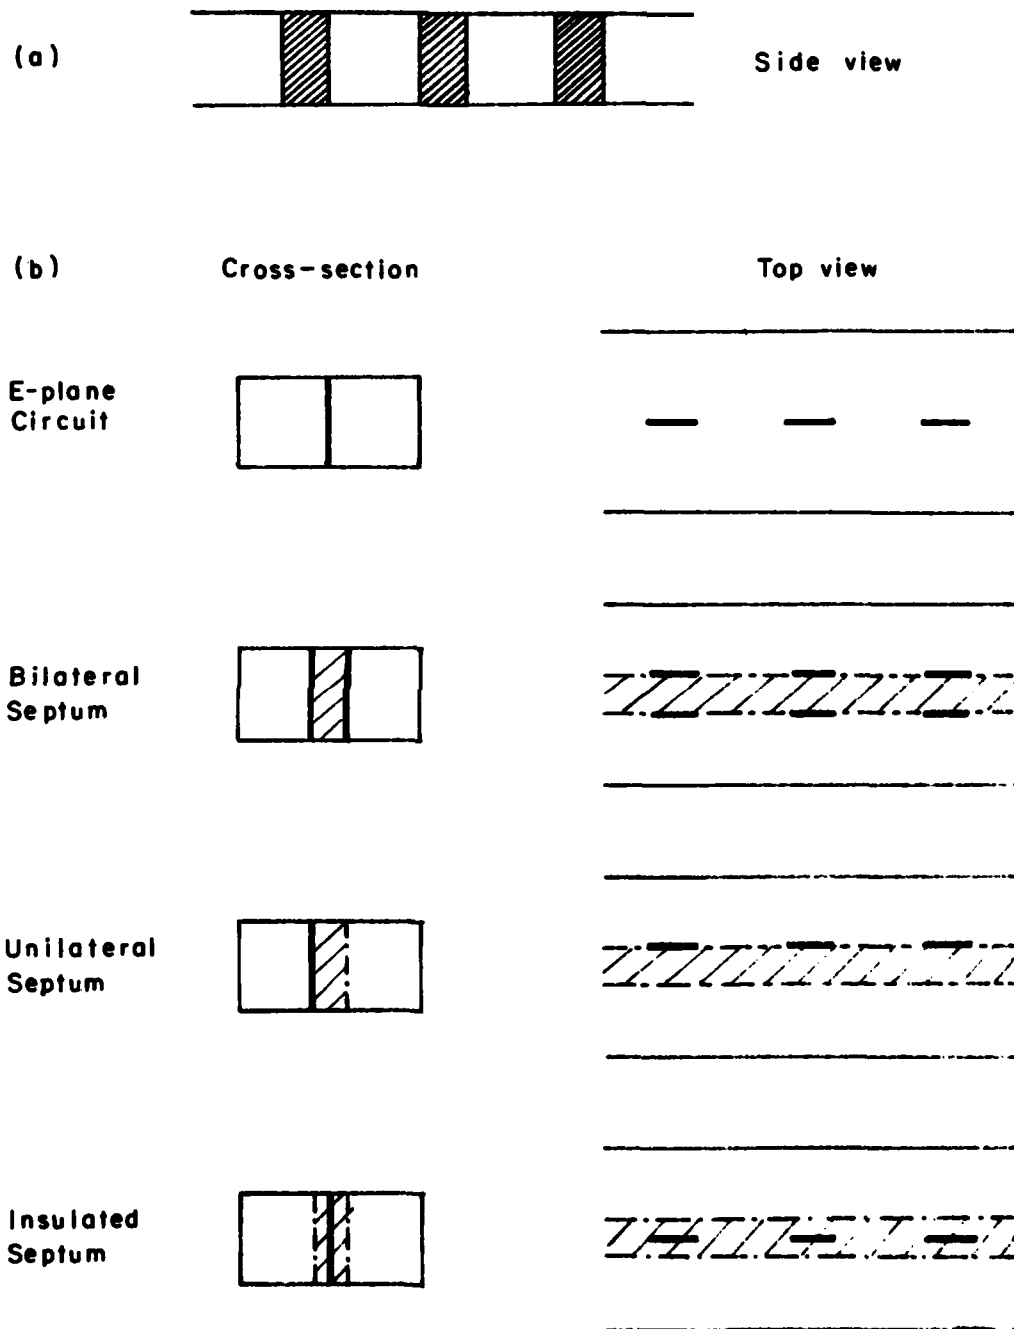 (a)
Side view
(b)
Cross-section
Top view
E-plane
Circuit
Bilateral
Septum
Unilateral
Septum
Insulated
Septum